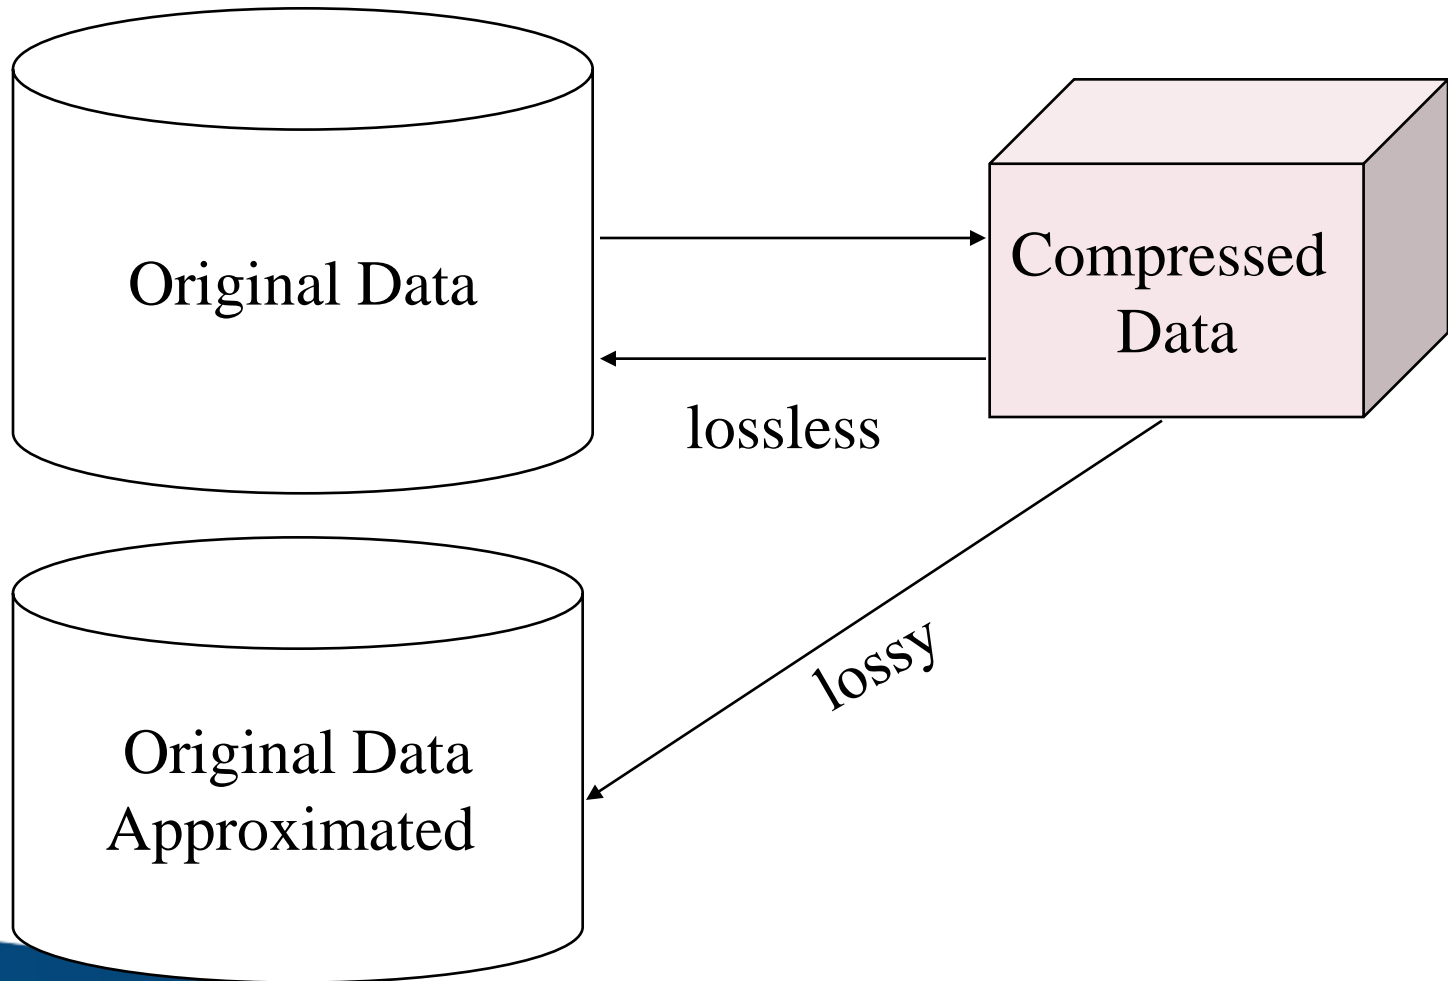 Original Data
Compressed
Data
lossless
lossy
Original Data
Approximated